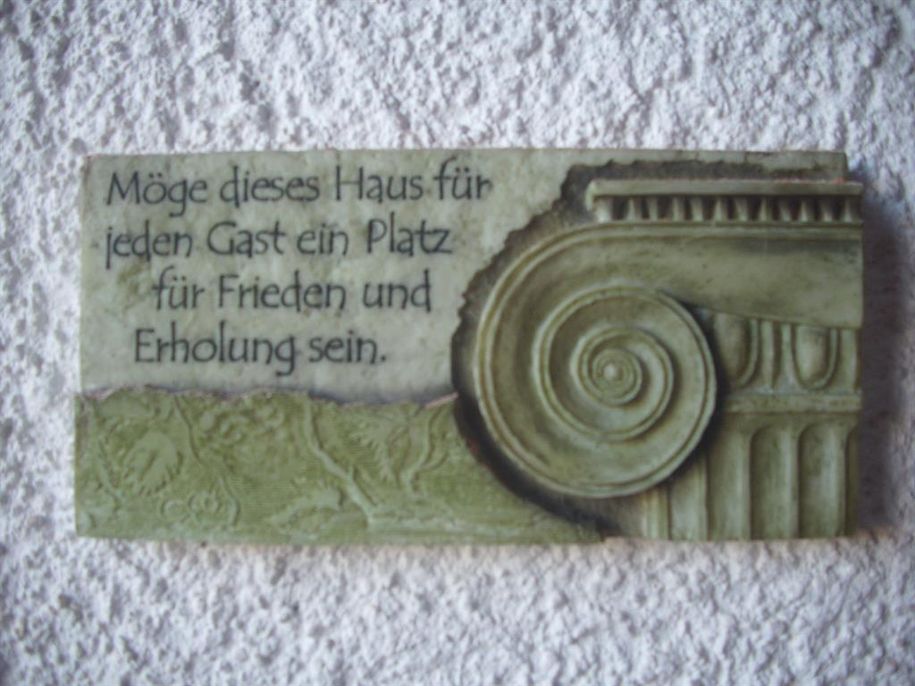 Möge dieses Haus für
jeden Gast ein Platz
für Frieden und
Erholung sein.